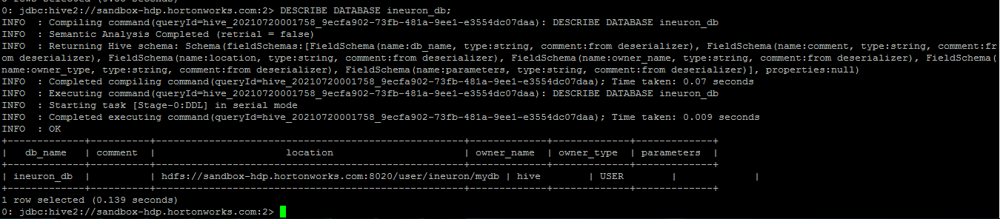 0 rows selected (0.06 seconds)
0: jdbc:hive2://sandbox-hdp.hortonworks.com:2> DESCRIBE DATABASE ineuron_db;
INFO  : Compiling command(queryId=hive_20210720001758_9ecfa902-73fb-481a-9ee1-e3554dc07daa): DESCRIBE DATABASE ineuron_db
INFO  : Semantic Analysis Completed (retrial = false)
INFO  : Returning Hive schema: Schema(fieldSchemas:[FieldSchema(name:db_name, type:string, comment:from deserializer), FieldSchema(name:comment, type:string, comment:fr
om deserializer), FieldSchema(name:location, type:string, comment:from deserializer), FieldSchema(name:owner_name, type:string, comment:from deserializer), FieldSchema(
name:owner_type, type:string, comment:from deserializer), FieldSchema(name:parameters, type:string, comment:from deserializer)], properties:null)
INFO  : Completed compiling command(queryId=hive_20210720001758_9ecfa902-73fb-481a-9ee1-e3554dc07daa); Time taken: 0.07 seconds
INFO  : Executing command(queryId=hive_20210720001758_9ecfa902-73fb-481a-9ee1-e3554dc07daa): DESCRIBE DATABASE ineuron_db
INFO  : Starting task [Stage-0:DDL] in serial mode
INFO  : Completed executing command(queryId=hive_20210720001758_9ecfa902-73fb-481a-9ee1-e3554dc07daa); Time taken: 0.009 seconds
INFO  : OK
+-------------+----------+----------------------------------------------------+-------------+-------------+-------------+
|   db_name   | comment  |                      location                      | owner_name  | owner_type  | parameters  |
+-------------+----------+----------------------------------------------------+-------------+-------------+-------------+
| ineuron_db  |          | hdfs://sandbox-hdp.hortonworks.com:8020/user/ineuron/mydb | hive        | USER        |             |
+-------------+----------+----------------------------------------------------+-------------+-------------+-------------+
1 row selected (0.139 seconds)
0: jdbc:hive2://sandbox-hdp.hortonworks.com:2>